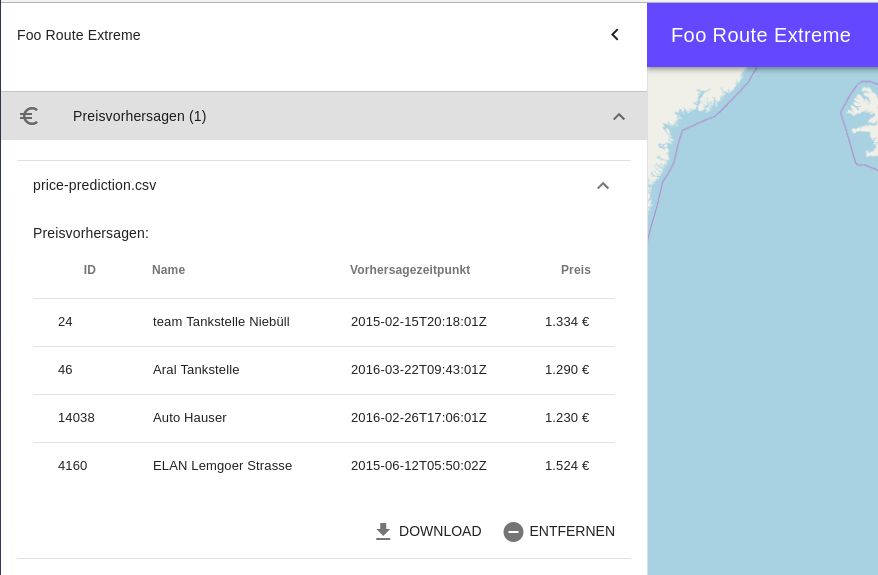 Foo Route Extreme
Foo Route Extreme
€ Preisvorhersagen (1)
price-prediction.csv
Preisvorhersagen:
ID Name Vorhersagezeitpunkt Preis
24 team Tankstelle Niebüll 2015-02-15T20:18:01Z 1.334 €
46 Aral Tankstelle 2016-03-22T09:43:01Z 1.290 €
14038 Auto Hauser 2016-02-26T17:06:01Z 1.230 €
4160 ELAN Lemgoer Strasse 2015-06-12T05:50:02Z 1.524 €
DOWNLOAD ENTFERNEN